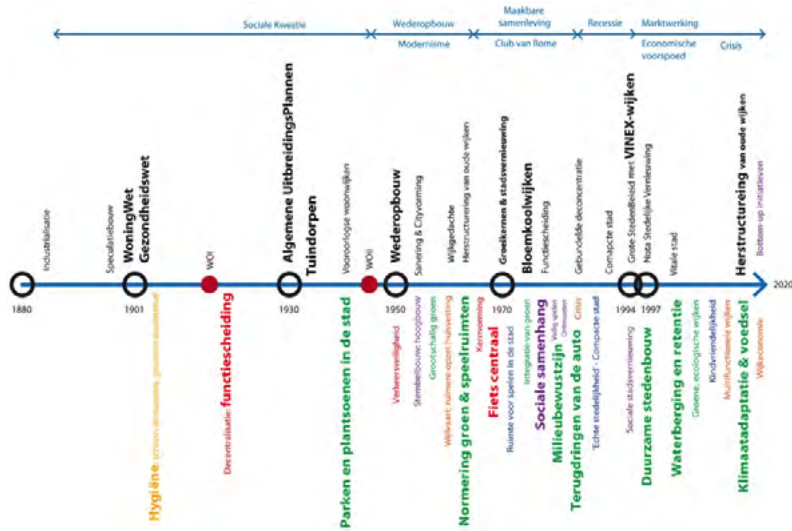 Sociale Kwestie
Wederopbouw
Maakbare
samenleving
Recessie
Marktwerking
Modernisme
Club van Rome
Economische
voorspoed
Crisis
Industrialisatie
Speculatiebouw
WoningWet
Gezondheidswet
WOI
Algemene UitbreidingsPlannen
Tuindorpen
Vooroorlogse woonwijken
WOII
Wederopbouw
Sanering & Cityvorming
Wijkgedachte
Herstructurering van oude wijken
Groeikernen & stadsvernieuwing
Bloemkoolwijken
Functiescheiding
Gebundelde deconcentratie
Comapcte stad
Grote StedenBeleid met VINEX-wijken
Nota Stedelijke Vernieuwing
Vitale stad
Herstructureing van oude wijken
Bottom-up initiatieven
1880
1901
1930
1950
1970
1994
1997
2020
Hygiëne
Decentralisatie: functiescheiding
Parken en plantsoenen in de stad
Verkeersveiligheid
Stempelbouw: hoogbouw
Grootschalig groen
Welvaart: ruimere opzet huisvesting
Normering groen & speelruimten
Kernvorming
Fiets centraal
Ruimte voor spelen in de stad
Integratie van groen
Sociale samenhang
Veilig spelen
Ontmoeten
Milieubewustzijn
Terugdringen van de auto
Crisis
'Echte stedelijkheid' - Compacte stad
Sociale stadsvernieuwing
Duurzame stedenbouw
Waterberging en retentie
Groene, ecologische wijken
Kindvriendelijkheid
Multifunctionele wijken
Klimaatadaptatie & voedsel
Wijkeconomie